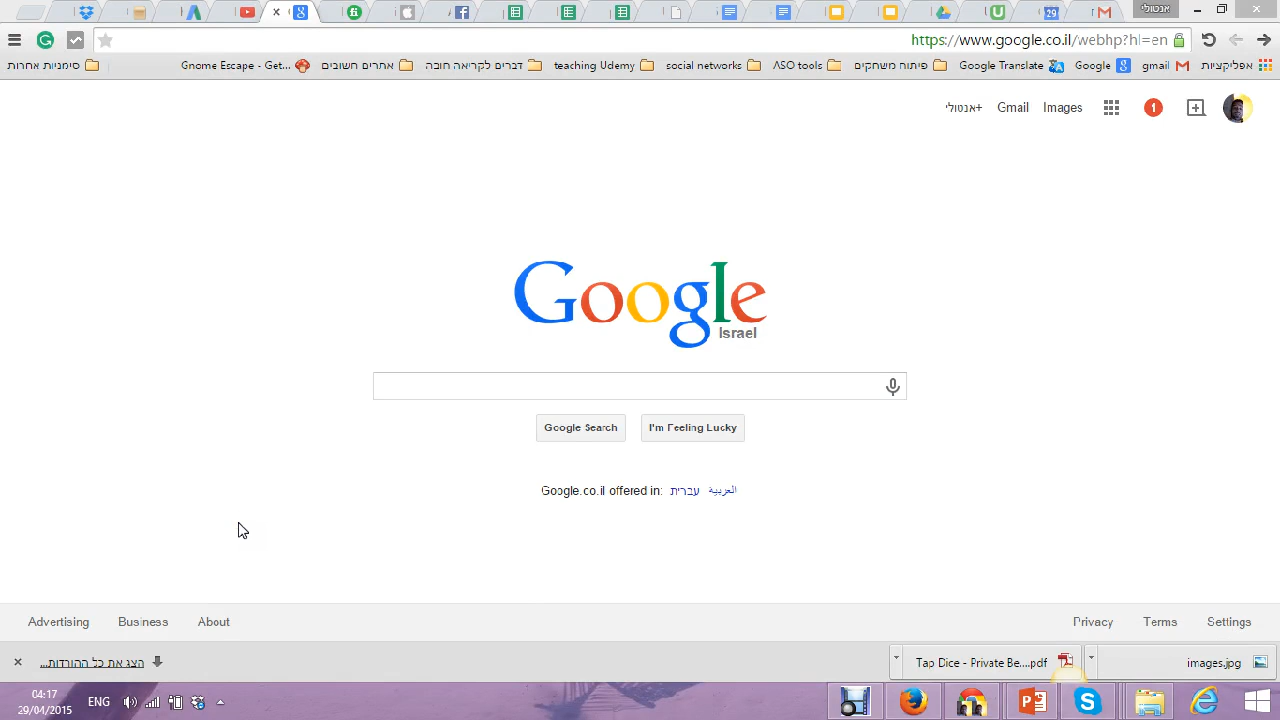 אנטולי
https://www.google.co.il/webhp?hl=en
אפליקציות
gmail
Google
Google Translate
פיתוח משחקים
ASO tools
social networks
teaching Udemy
דברים לקריאה חובה
אתרים חשובים
Gnome Escape - Get...
סימניות אחרות
+אנטולי
Gmail
Images
1
Google
Israel
Google Search
I'm Feeling Lucky
Google.co.il offered in: עברית العربية
Advertising
Business
About
Privacy
Terms
Settings
הצג את כל ההורדות...
Tap Dice - Private Be....pdf
images.jpg
04:17
29/04/2015
ENG